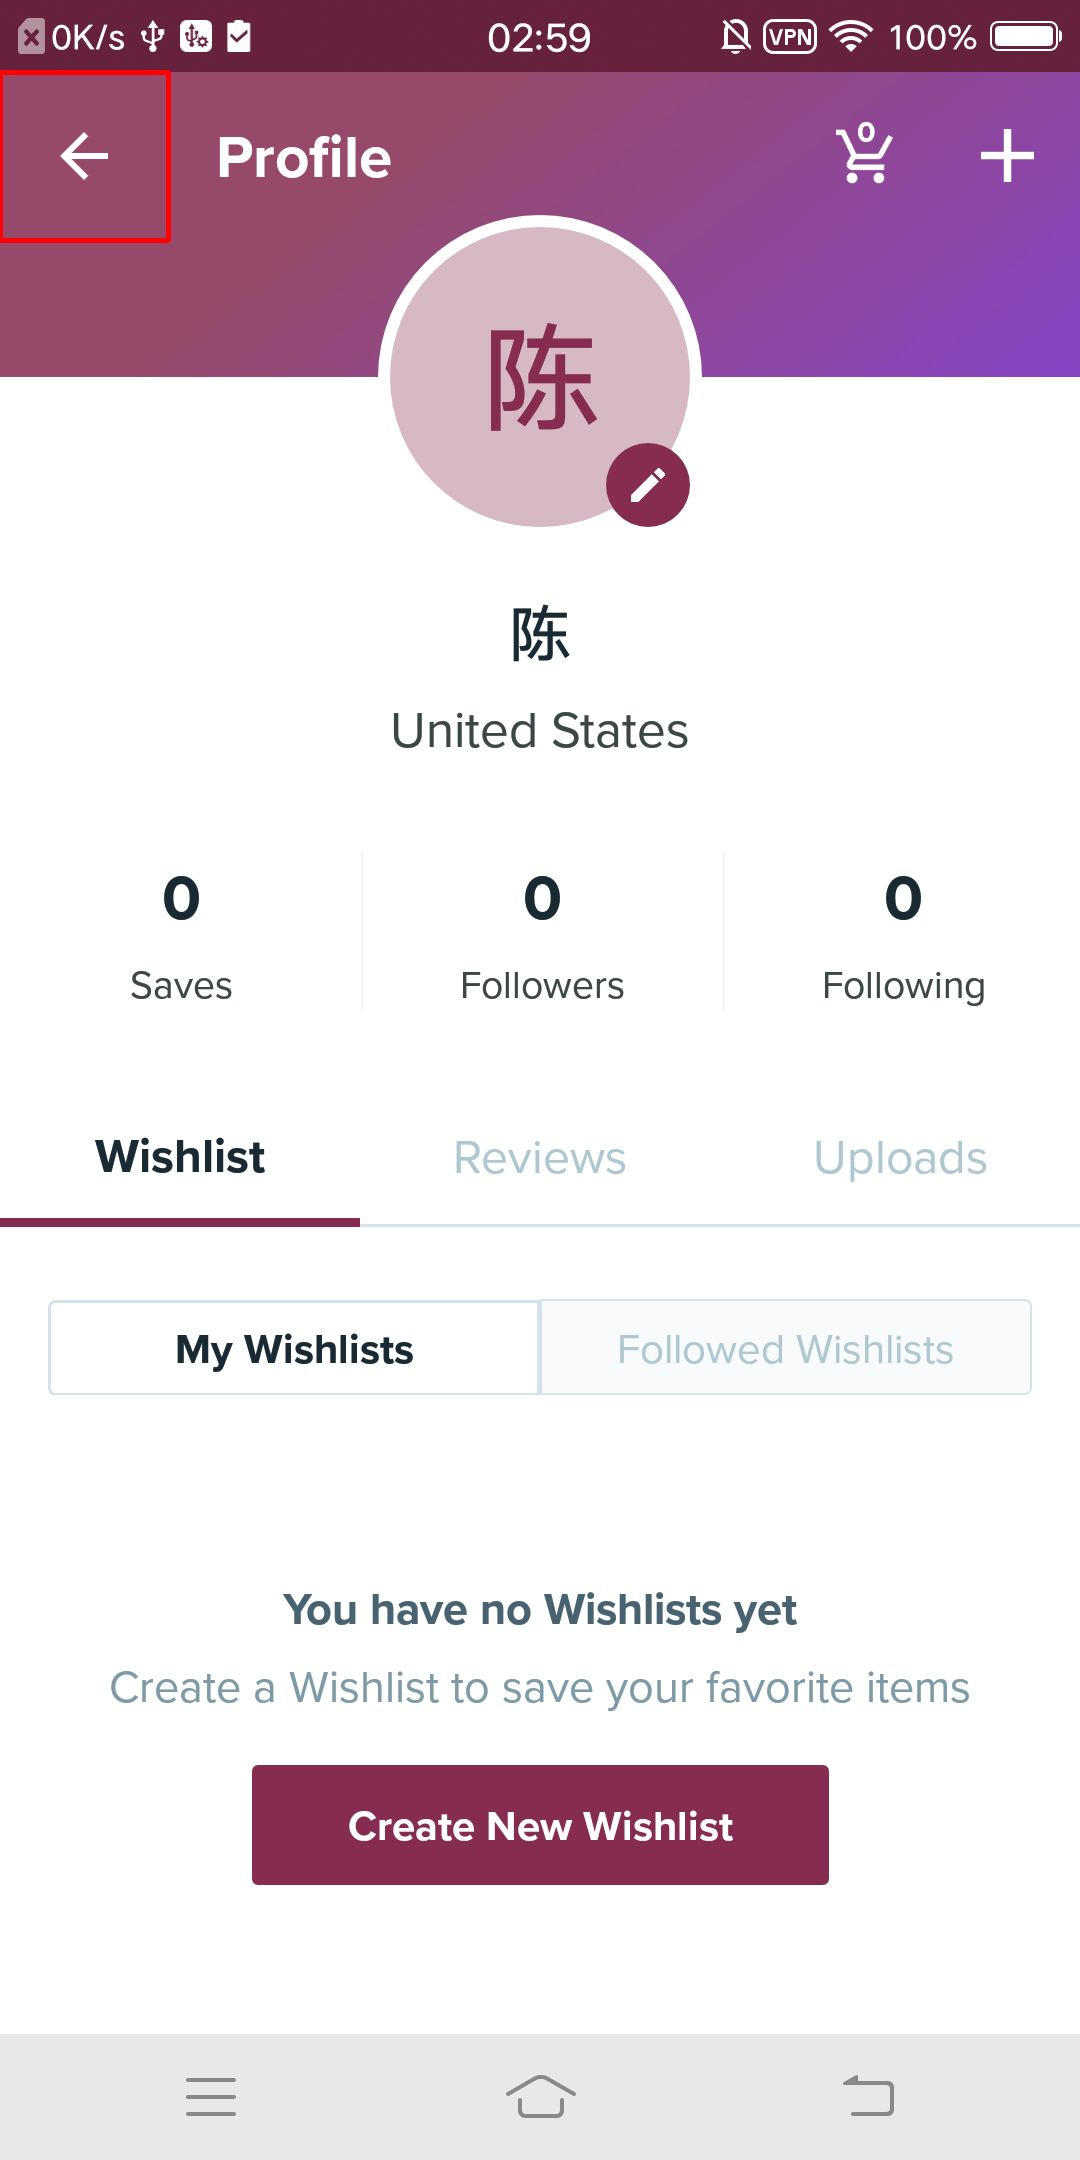 0K/s 02:59 VPN 100%
Profile
0
陈
陈
United States
0 0 0
Saves Followers Following
Wishlist Reviews Uploads
My Wishlists Followed Wishlists
You have no Wishlists yet
Create a Wishlist to save your favorite items
Create New Wishlist